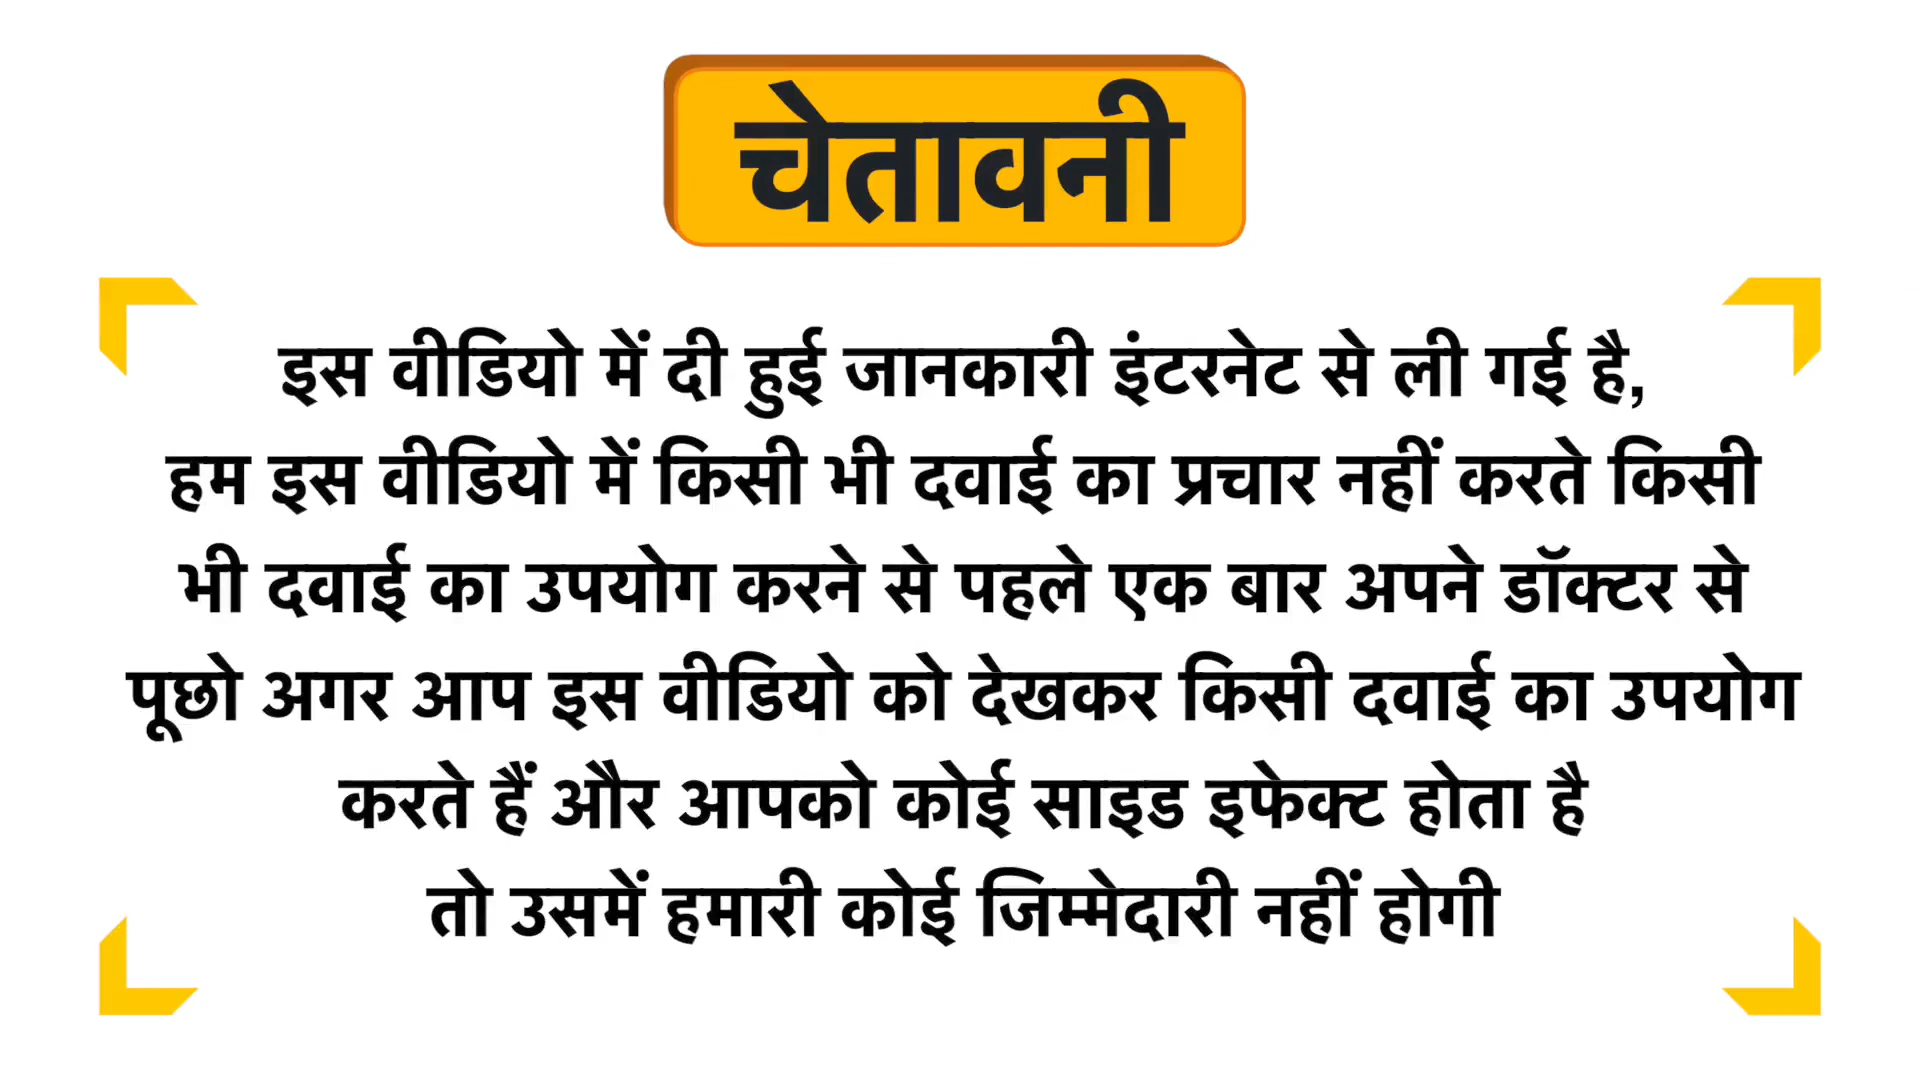 चेतावनी
इस वीडियो में दी हुई जानकारी इंटरनेट से ली गई है,
हम इस वीडियो में किसी भी दवाई का प्रचार नहीं करते किसी
भी दवाई का उपयोग करने से पहले एक बार अपने डॉक्टर से
पूछो अगर आप इस वीडियो को देखकर किसी दवाई का उपयोग
करते हैं और आपको कोई साइड इफेक्ट होता है
तो उसमें हमारी कोई जिम्मेदारी नहीं होगी